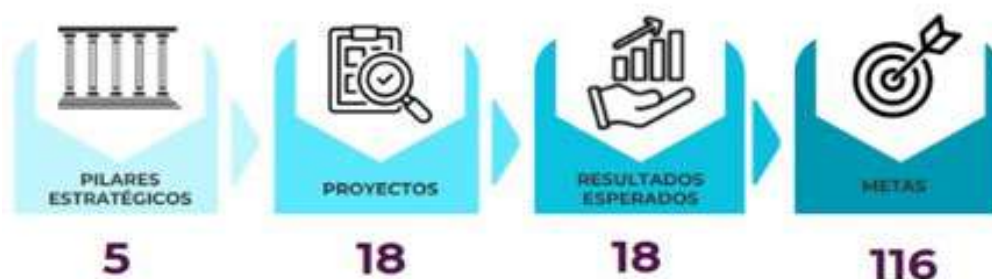 PILARES
ESTRATÉGICOS
5
PROYECTOS
18
RESULTADOS
ESPERADOS
18
METAS
116